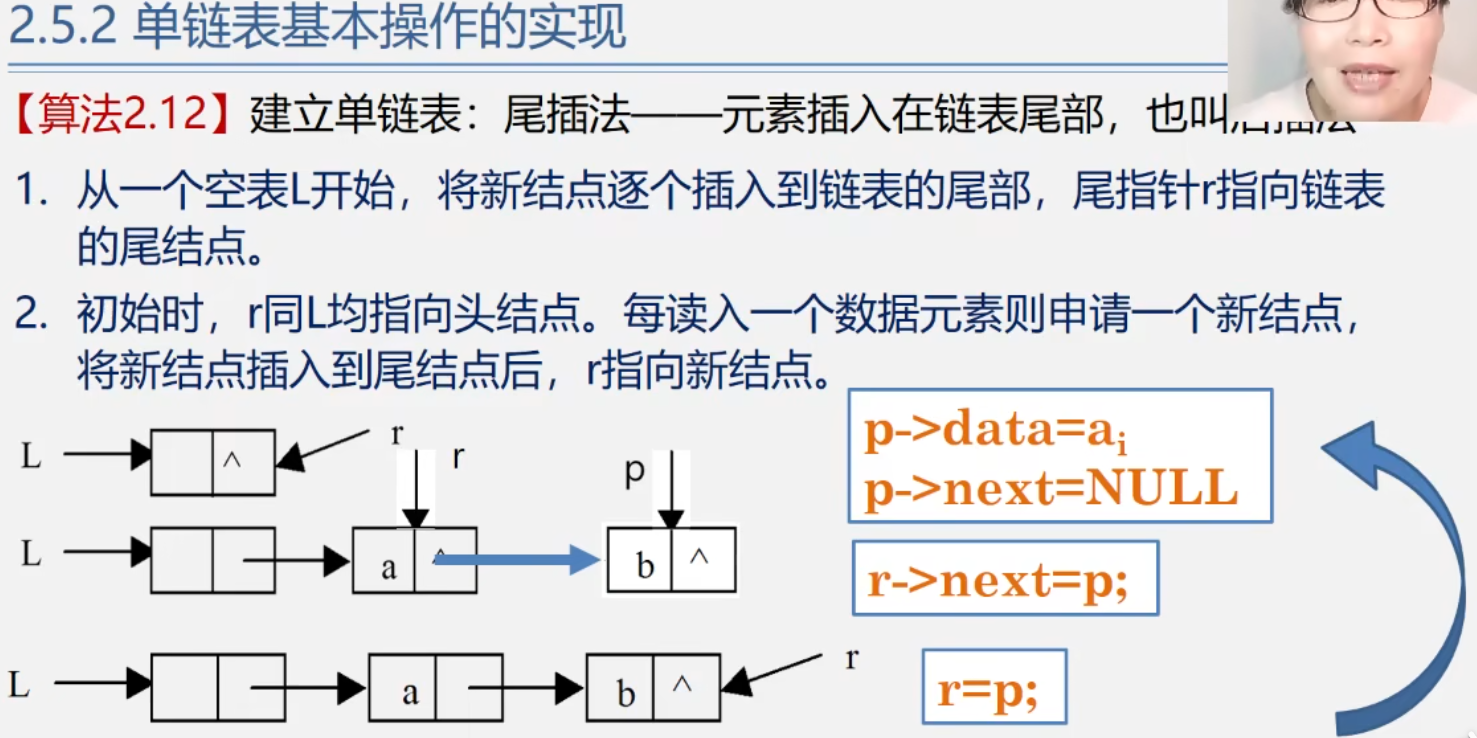 2.5.2 单链表基本操作的实现
【算法2.12】建立单链表：尾插法——元素插入在链表尾部，也叫
1. 从一个空表L开始，将新结点逐个插入到链表的尾部，尾指针r指向链表
的尾结点。
2. 初始时，r同L均指向头结点。每读入一个数据元素则申请一个新结点，
将新结点插入到尾结点后，r指向新结点。
L ^ r
r
p
L a ^ b ^
L a b ^ r
p->data=aᵢ
p->next=NULL
r->next=p;
r=p;